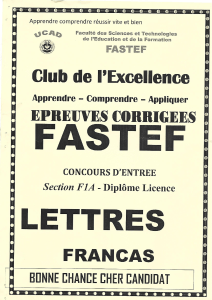 Apprendre comprendre réussir vite et bien
UCAD
Faculté des Sciences et Technologies
de l'Education et de la Formation
FASTEF
Club de l'Excellence
Apprendre – Comprendre – Appliquer
EPREUVES CORRIGEES
FASTEF
CONCOURS D'ENTREE
Section F1A - Diplôme Licence
LETTRES
FRANCAS
BONNE CHANCE CHER CANDIDAT